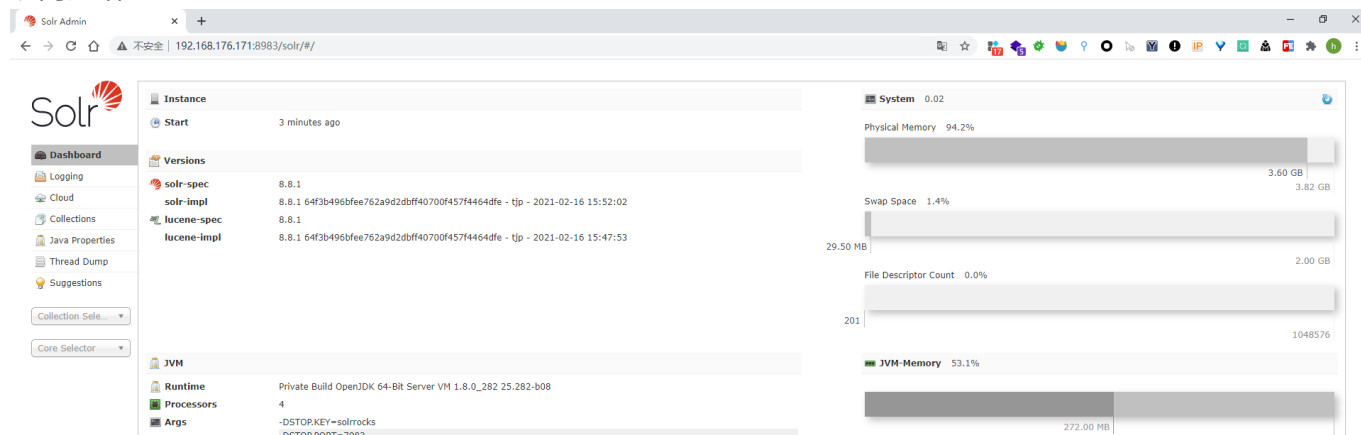 Solr Admin
不安全 | 192.168.176.171:8983/solr/#/
17
5
IP
h
Solr
Dashboard
Logging
Cloud
Collections
Java Properties
Thread Dump
Suggestions
Collection Sele...
Core Selector
Instance
Start 3 minutes ago
Versions
solr-spec 8.8.1
solr-impl 8.8.1 64f3b496bfee762a9d2dbff40700f457f4464dfe - tjp - 2021-02-16 15:52:02
lucene-spec 8.8.1
lucene-impl 8.8.1 64f3b496bfee762a9d2dbff40700f457f4464dfe - tjp - 2021-02-16 15:47:53
JVM
Runtime Private Build OpenJDK 64-Bit Server VM 1.8.0_282 25.282-b08
Processors 4
Args -DSTOP.KEY=solrrocks
-DSTOP.PORT=7983
System 0.02
Physical Memory 94.2%
3.60 GB
3.82 GB
Swap Space 1.4%
29.50 MB
2.00 GB
File Descriptor Count 0.0%
201
1048576
JVM-Memory 53.1%
272.00 MB